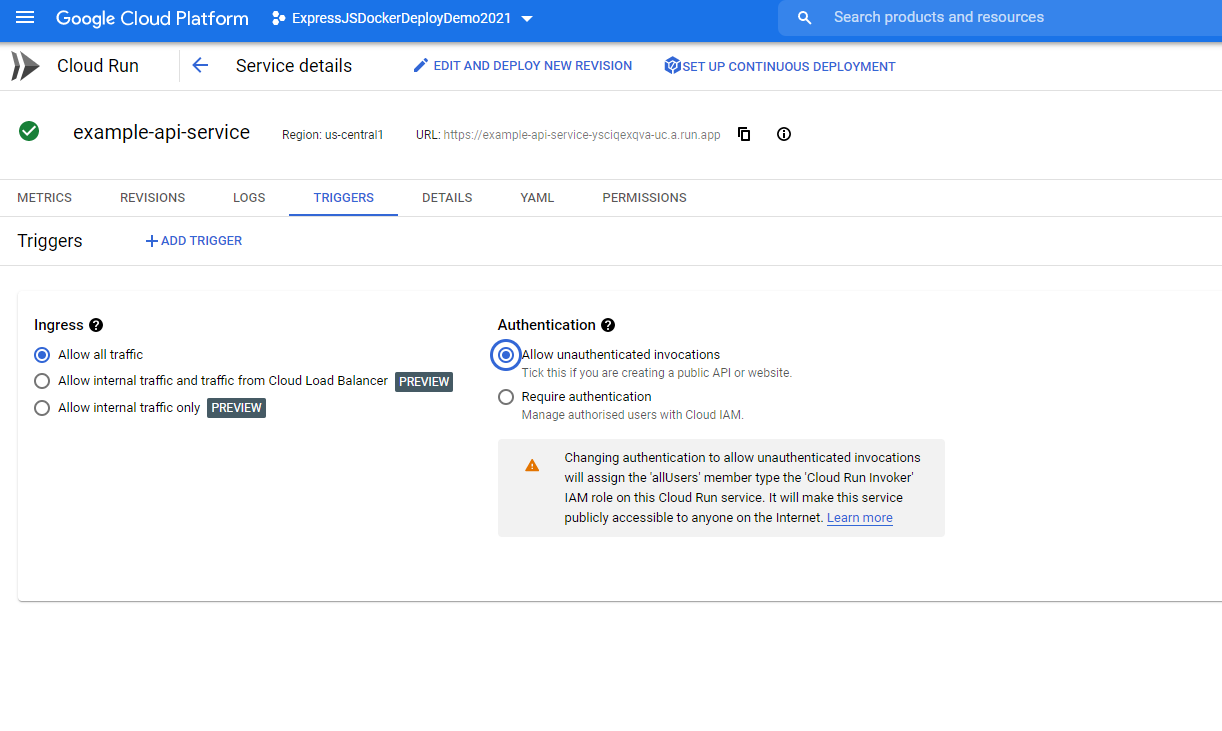 Google Cloud Platform ExpressJSDockerDeployDemo2021 Search products and resources
Cloud Run Service details EDIT AND DEPLOY NEW REVISION SET UP CONTINUOUS DEPLOYMENT
example-api-service Region: us-central1 URL: https://example-api-service-ysciqexqva-uc.a.run.app
METRICS REVISIONS LOGS TRIGGERS DETAILS YAML PERMISSIONS
Triggers ADD TRIGGER
Ingress
Allow all traffic
Allow internal traffic and traffic from Cloud Load Balancer PREVIEW
Allow internal traffic only PREVIEW
Authentication
Allow unauthenticated invocations
Tick this if you are creating a public API or website.
Require authentication
Manage authorised users with Cloud IAM.
Changing authentication to allow unauthenticated invocations
will assign the 'allUsers' member type the 'Cloud Run Invoker'
IAM role on this Cloud Run service. It will make this service
publicly accessible to anyone on the Internet. Learn more